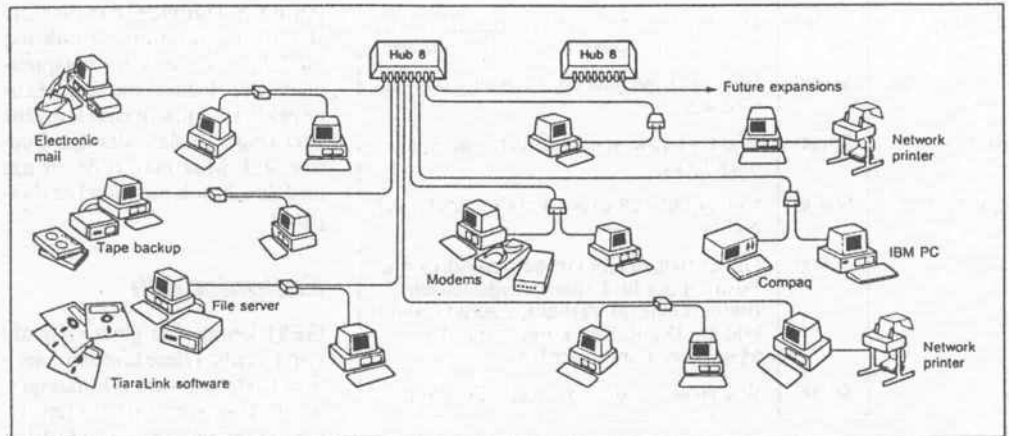 Hub 8
Hub 8
Future expansions
Electronic
mail
Network
printer
Tape backup
Modems
IBM PC
Compaq
File server
TiaraLink software
Network
printer